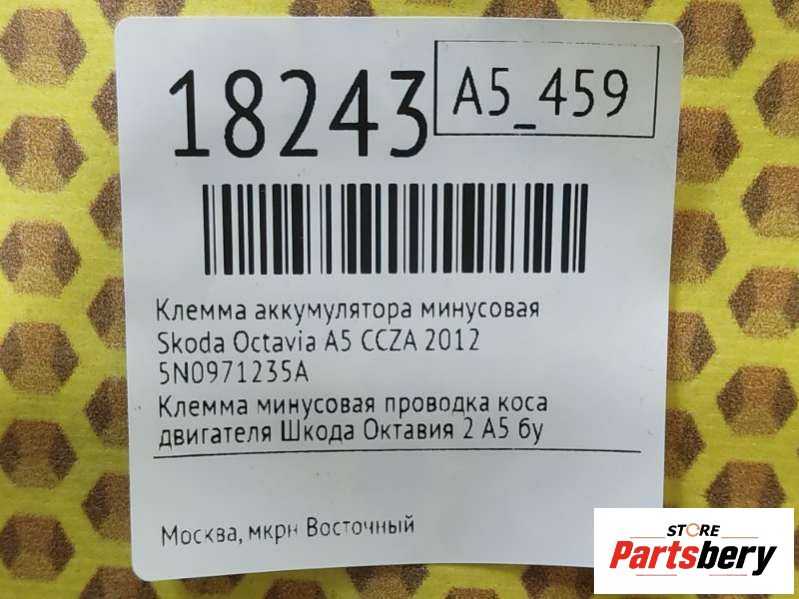 18243
A5_459
Клемма аккумулятора минусовая
Skoda Octavia A5 CCZA 2012
5N0971235A
Клемма минусовая проводка коса
двигателя Шкода Октавия 2 А5 бу
Москва, мкрн Восточный
STORE
Partsbery